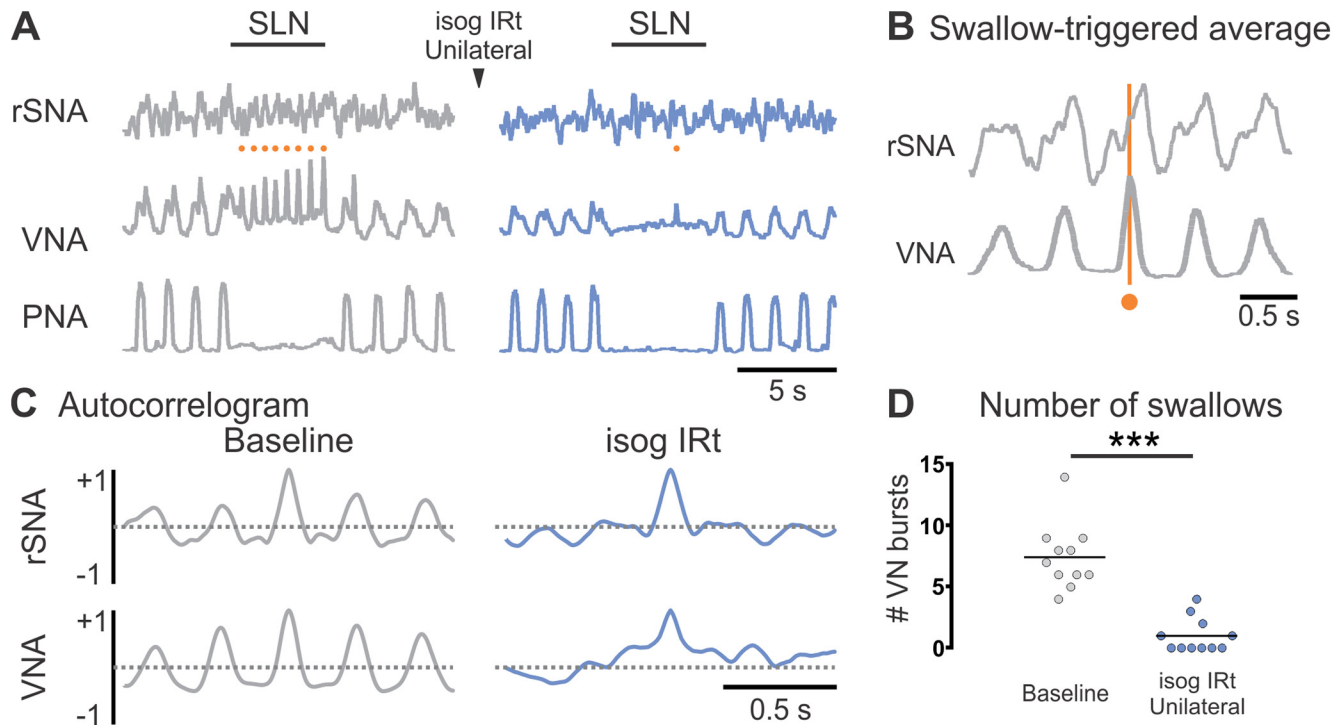 A
SLN
isog IRt
Unilateral
SLN
rSNA
VNA
PNA
5 s
B Swallow-triggered average
rSNA
VNA
0.5 s
C Autocorrelogram
Baseline
isog IRt
+1
rSNA
-1
+1
VNA
-1
0.5 s
D Number of swallows
***
# VN bursts
15
10
5
0
Baseline
isog IRt
Unilateral